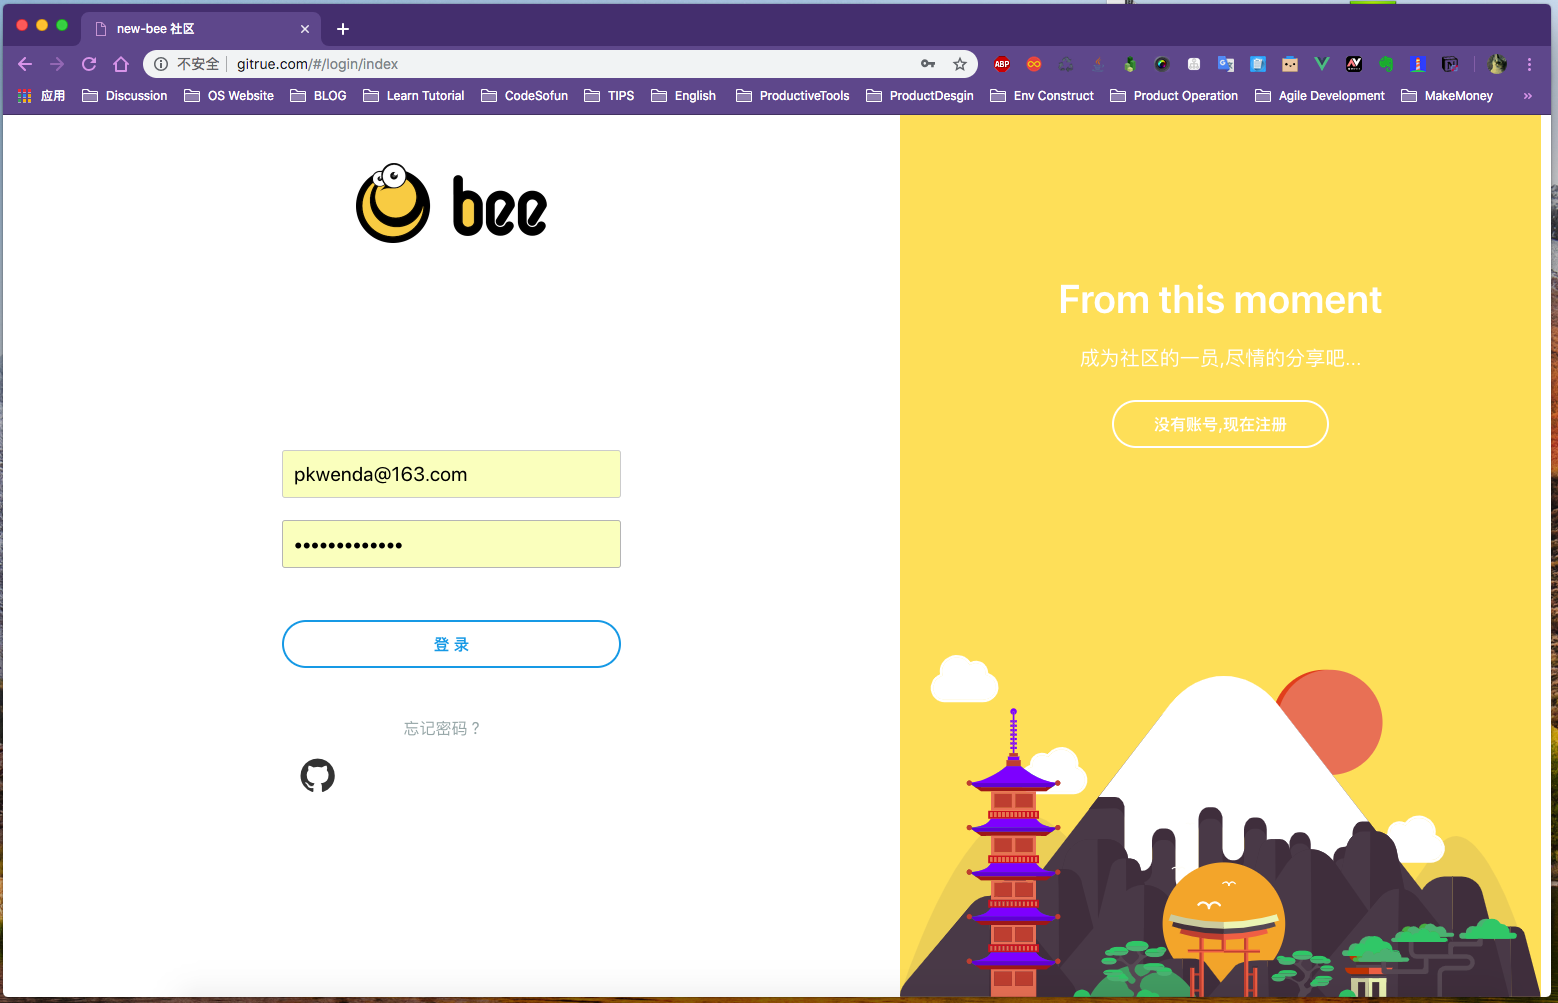 new-bee 社区
不安全 gitrue.com/#/login/index
ABP
应用 Discussion OS Website BLOG Learn Tutorial CodeSofun TIPS English ProductiveTools ProductDesgin Env Construct Product Operation Agile Development MakeMoney »
bee
From this moment
成为社区的一员,尽情的分享吧...
没有账号,现在注册
pkwenda@163.com
•••••••••••••
登 录
忘记密码 ?